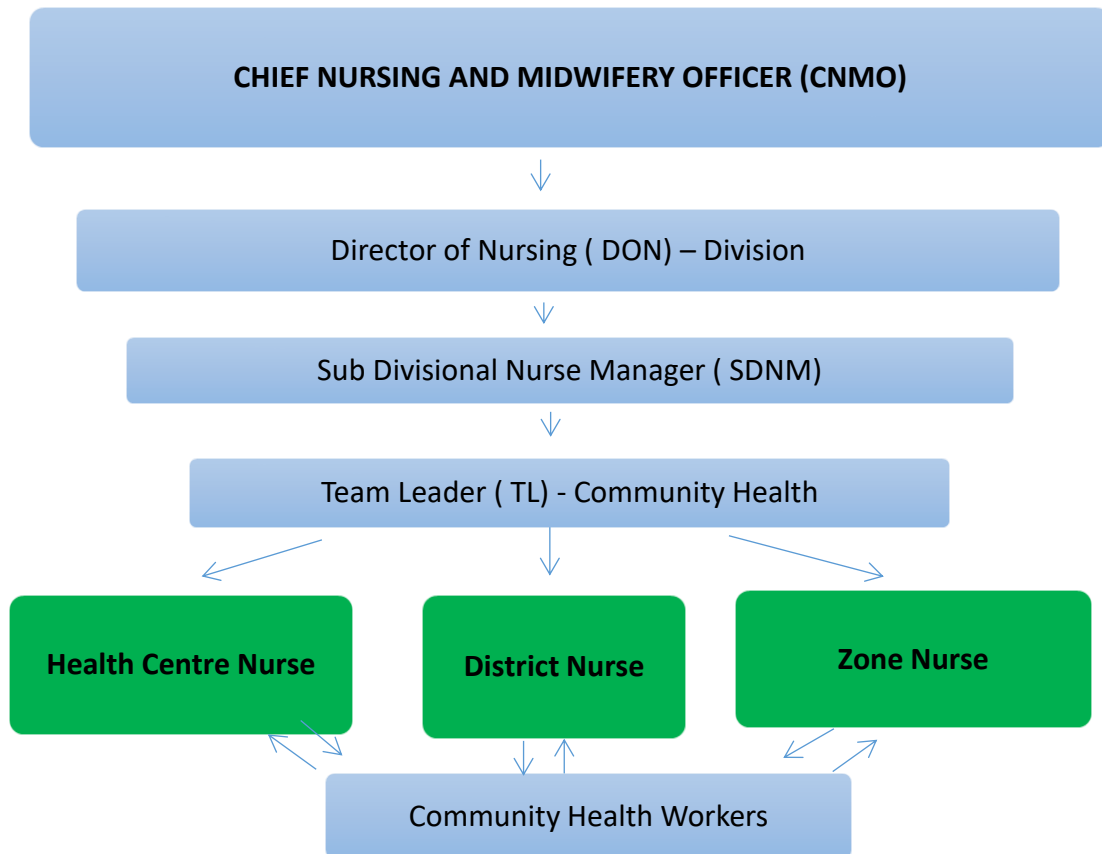 CHIEF NURSING AND MIDWIFERY OFFICER (CNMO)
Director of Nursing ( DON) – Division
Sub Divisional Nurse Manager ( SDNM)
Team Leader ( TL) - Community Health
Health Centre Nurse
District Nurse
Zone Nurse
Community Health Workers